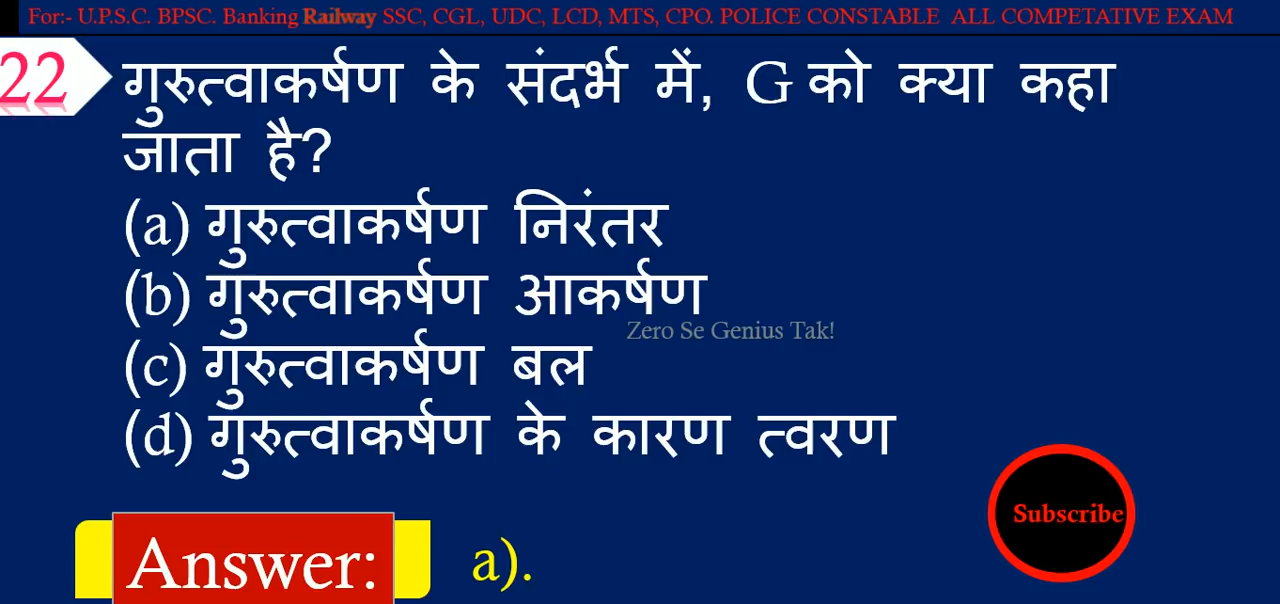 For:- U.P.S.C. BPSC. Banking Railway SSC, CGL, UDC, LCD, MTS, CPO. POLICE CONSTABLE ALL COMPETATIVE EXAM
22 गुरुत्वाकर्षण के संदर्भ में, G को क्या कहा
जाता है?
(a) गुरुत्वाकर्षण निरंतर
(b) गुरुत्वाकर्षण आकर्षण
Zero Se Genius Tak!
(c) गुरुत्वाकर्षण बल
(d) गुरुत्वाकर्षण के कारण त्वरण
Subscribe
Answer: a).